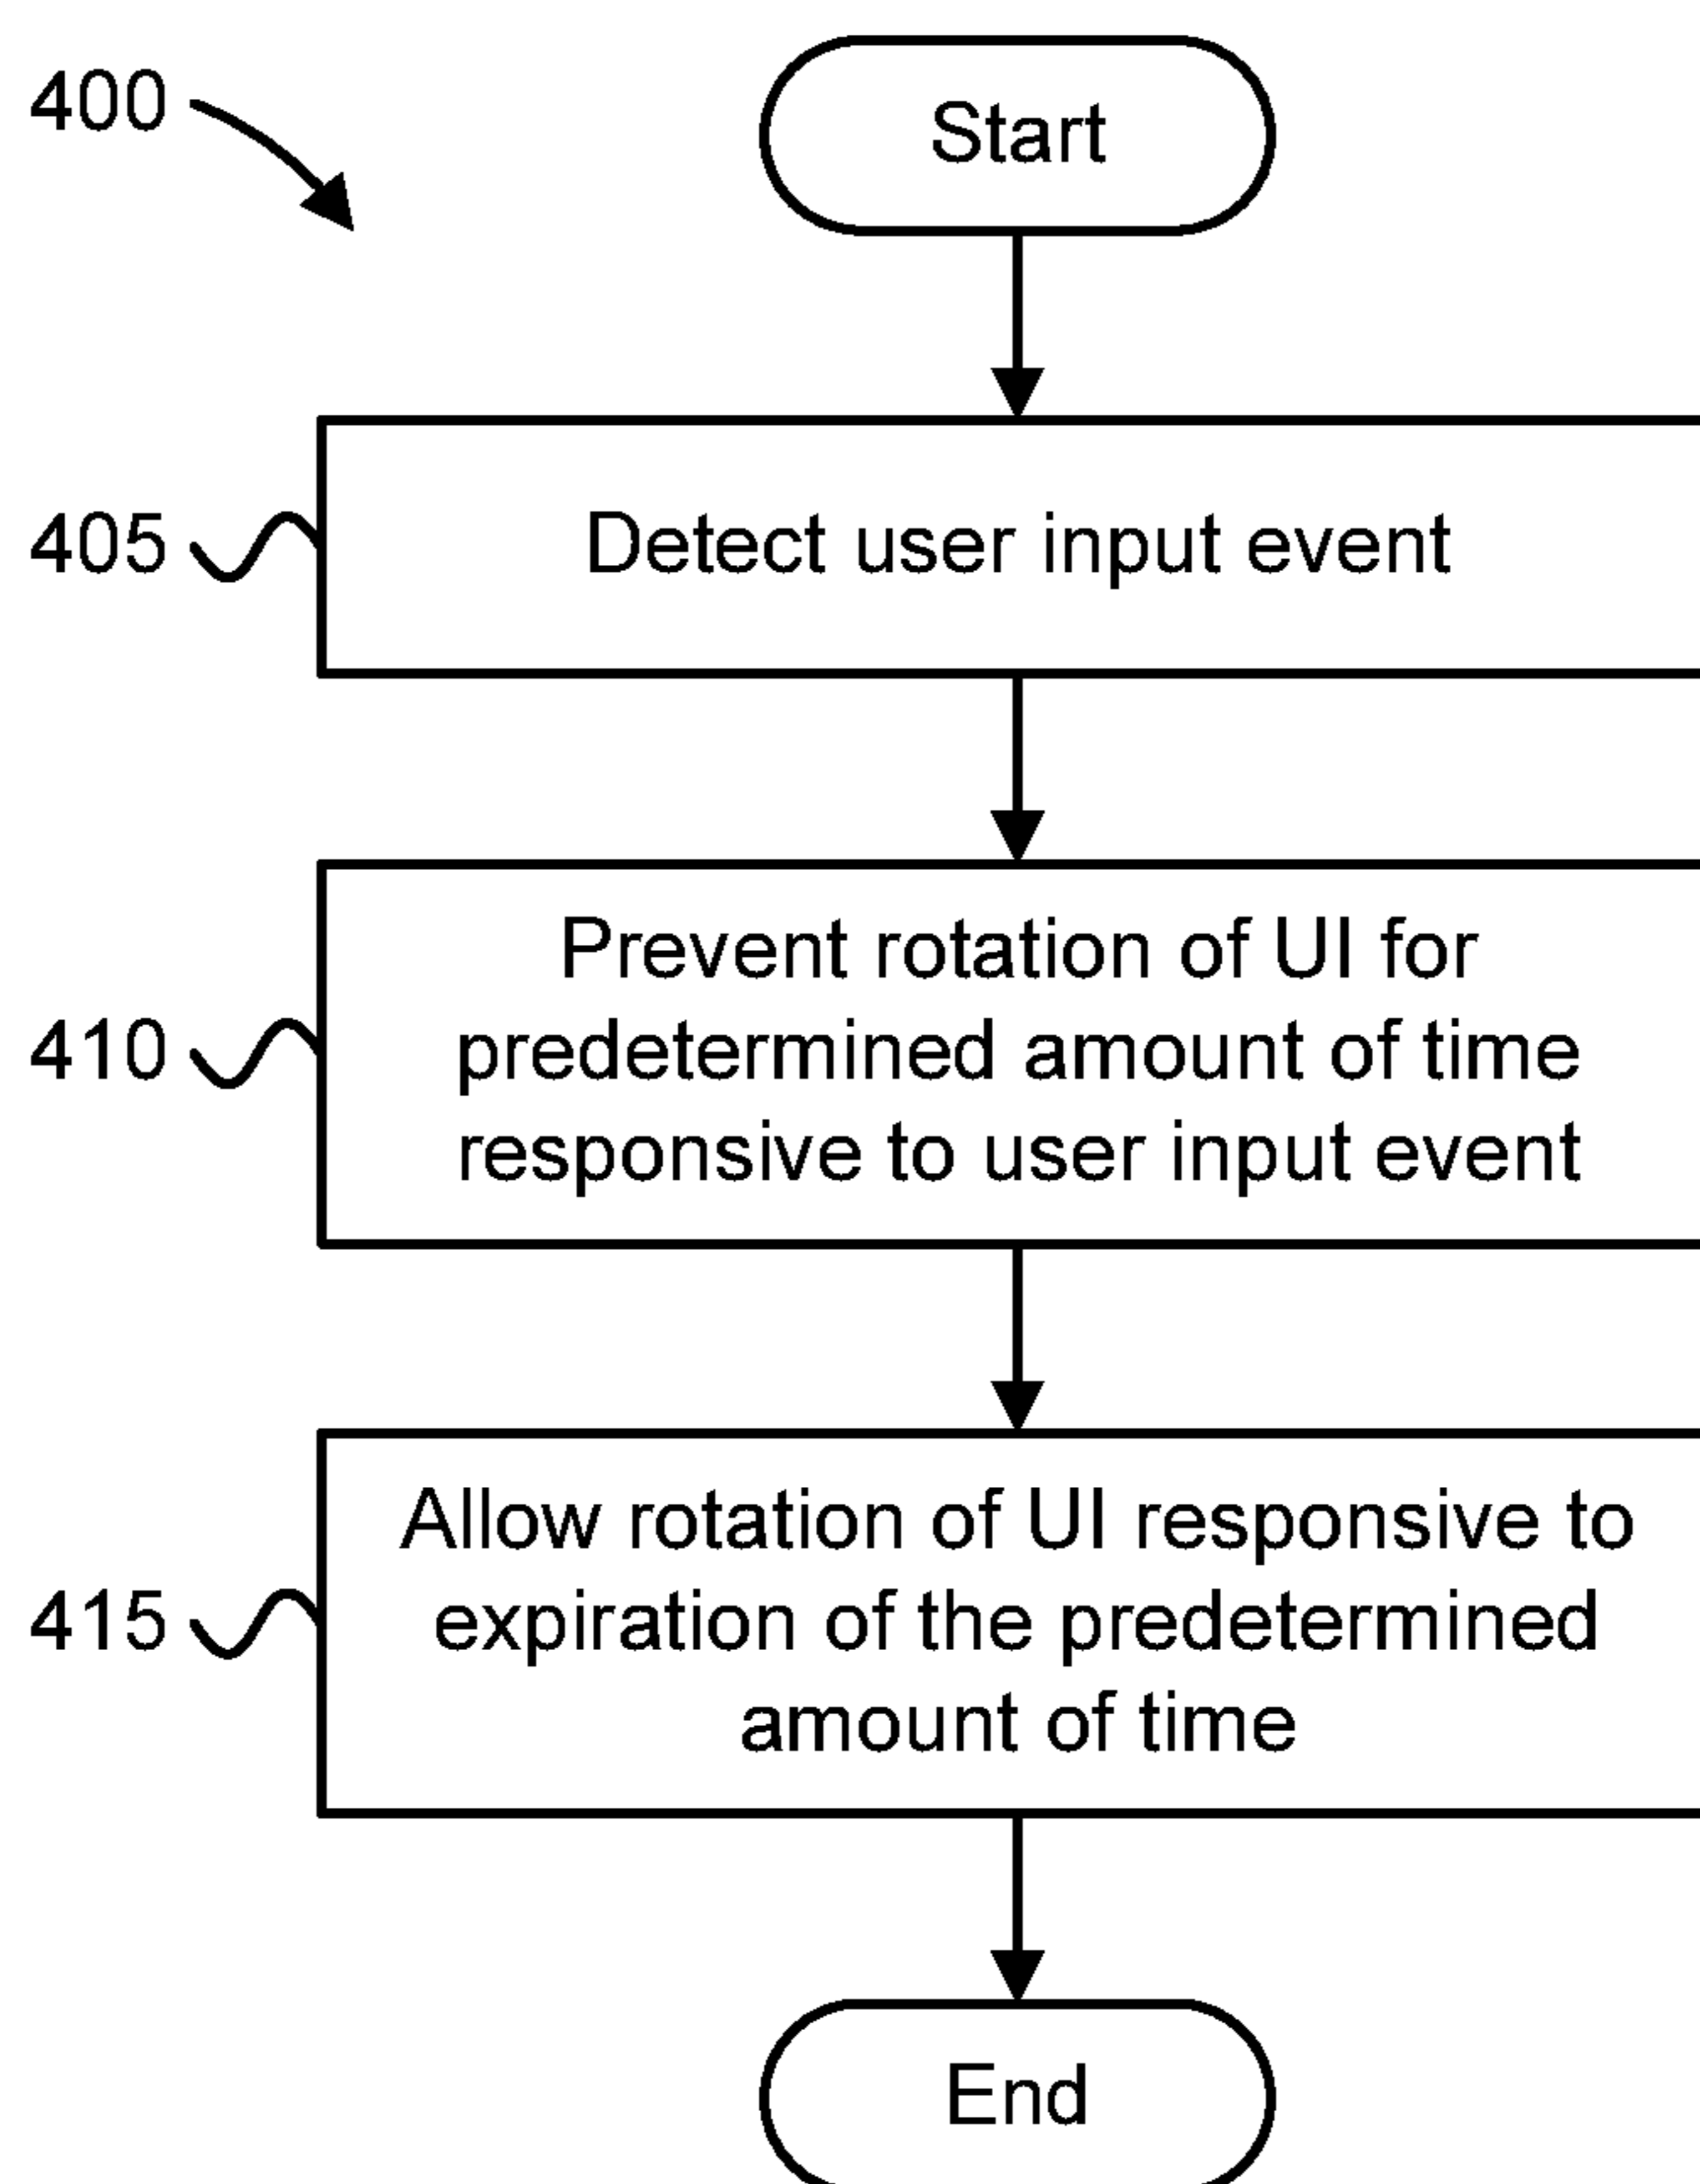 400
Start
405
Detect user input event
410
Prevent rotation of UI for
predetermined amount of time
responsive to user input event
415
Allow rotation of UI responsive to
expiration of the predetermined
amount of time
End